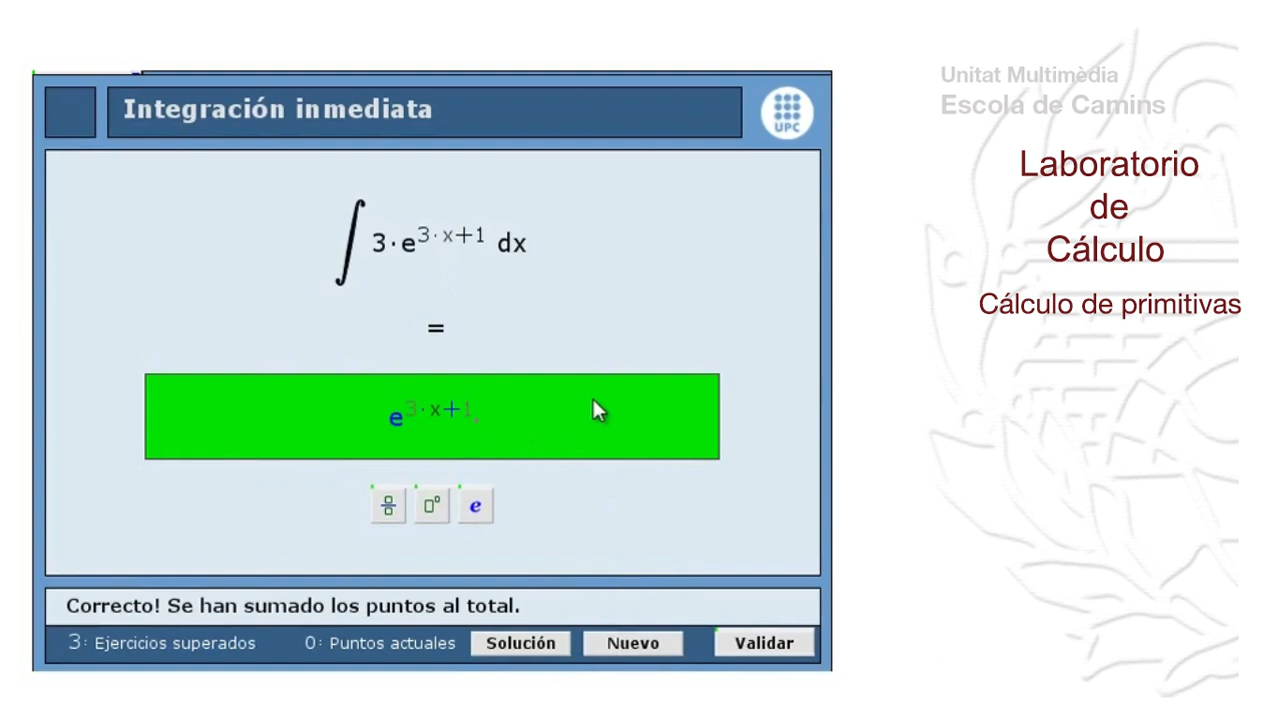 Integración inmediata
UPC
∫ 3·e^{3·x+1} dx
=
e^{3·x+1}
e
Correcto! Se han sumado los puntos al total.
3: Ejercicios superados 0: Puntos actuales Solución Nuevo Validar
Unitat Multimèdia
Escola de Camins
Laboratorio
de
Cálculo
Cálculo de primitivas